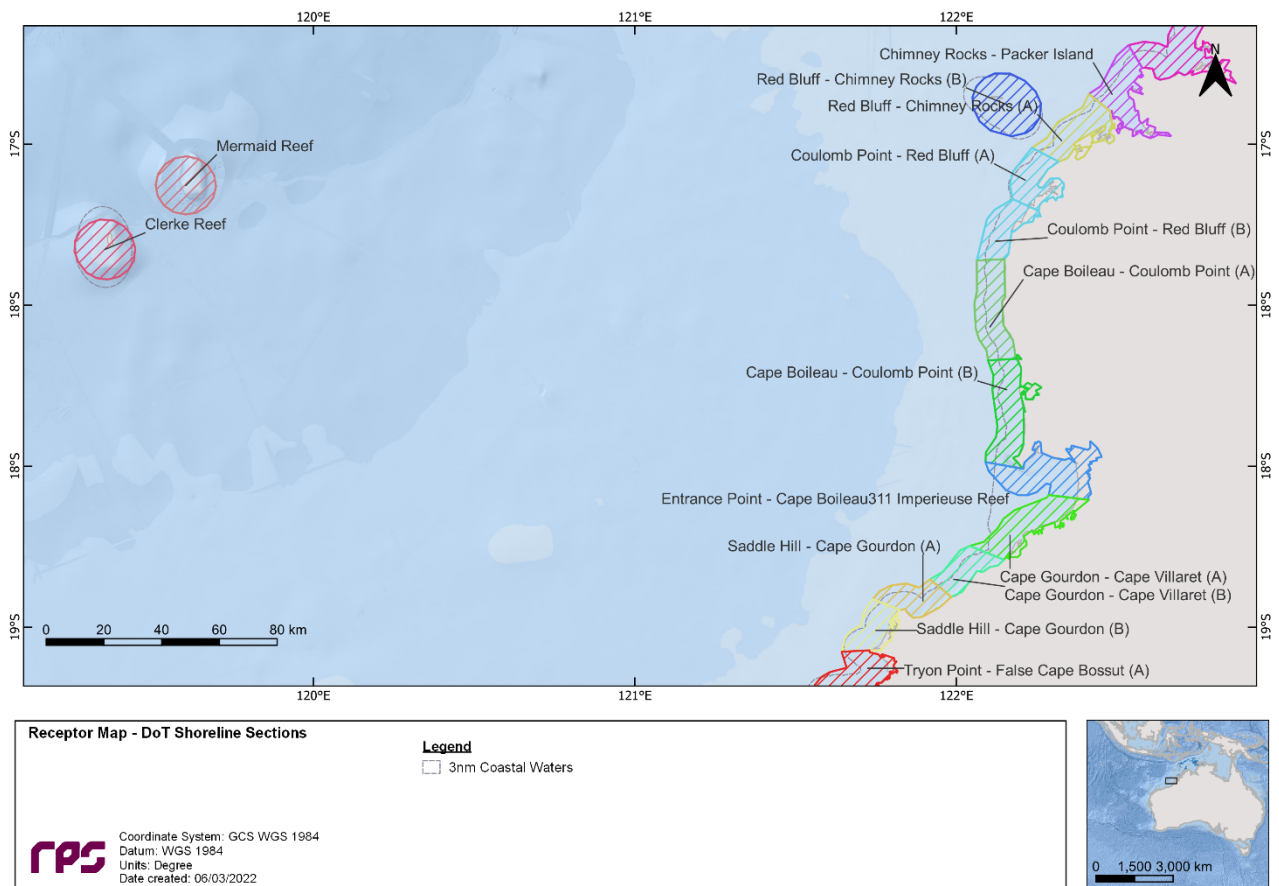 120°E
121°E
122°E
Chimney Rocks - Packer Island
N
Red Bluff - Chimney Rocks (B)
Red Bluff - Chimney Rocks (A)
17°S
17°S
Mermaid Reef
Coulomb Point - Red Bluff (A)
Clerke Reef
Coulomb Point - Red Bluff (B)
Cape Boileau - Coulomb Point (A)
18°S
18°S
Cape Boileau - Coulomb Point (B)
18°S
18°S
Entrance Point - Cape Boileau311 Imperieuse Reef
Saddle Hill - Cape Gourdon (A)
Cape Gourdon - Cape Villaret (A)
Cape Gourdon - Cape Villaret (B)
19°S
19°S
0 20 40 60 80 km
Saddle Hill - Cape Gourdon (B)
Tryon Point - False Cape Bossut (A)
120°E
121°E
122°E
Receptor Map - DoT Shoreline Sections
Legend
3nm Coastal Waters
rps
Coordinate System: GCS WGS 1984
Datum: WGS 1984
Units: Degree
Date created: 06/03/2022
0 1,500 3,000 km